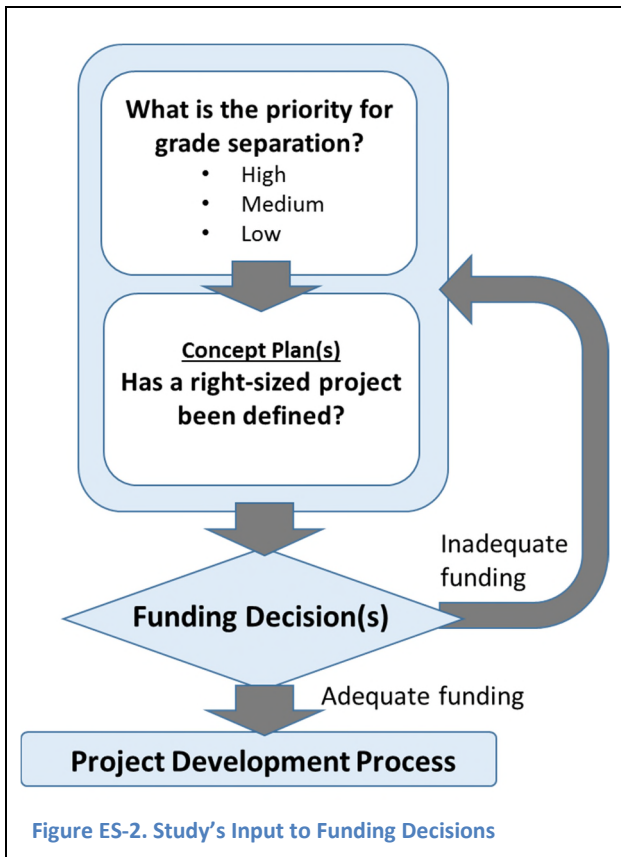 What is the priority for
grade separation?
• High
• Medium
• Low
Concept Plan(s)
Has a right-sized project
been defined?
Inadequate
funding
Funding Decision(s)
Adequate funding
Project Development Process
Figure ES-2. Study's Input to Funding Decisions